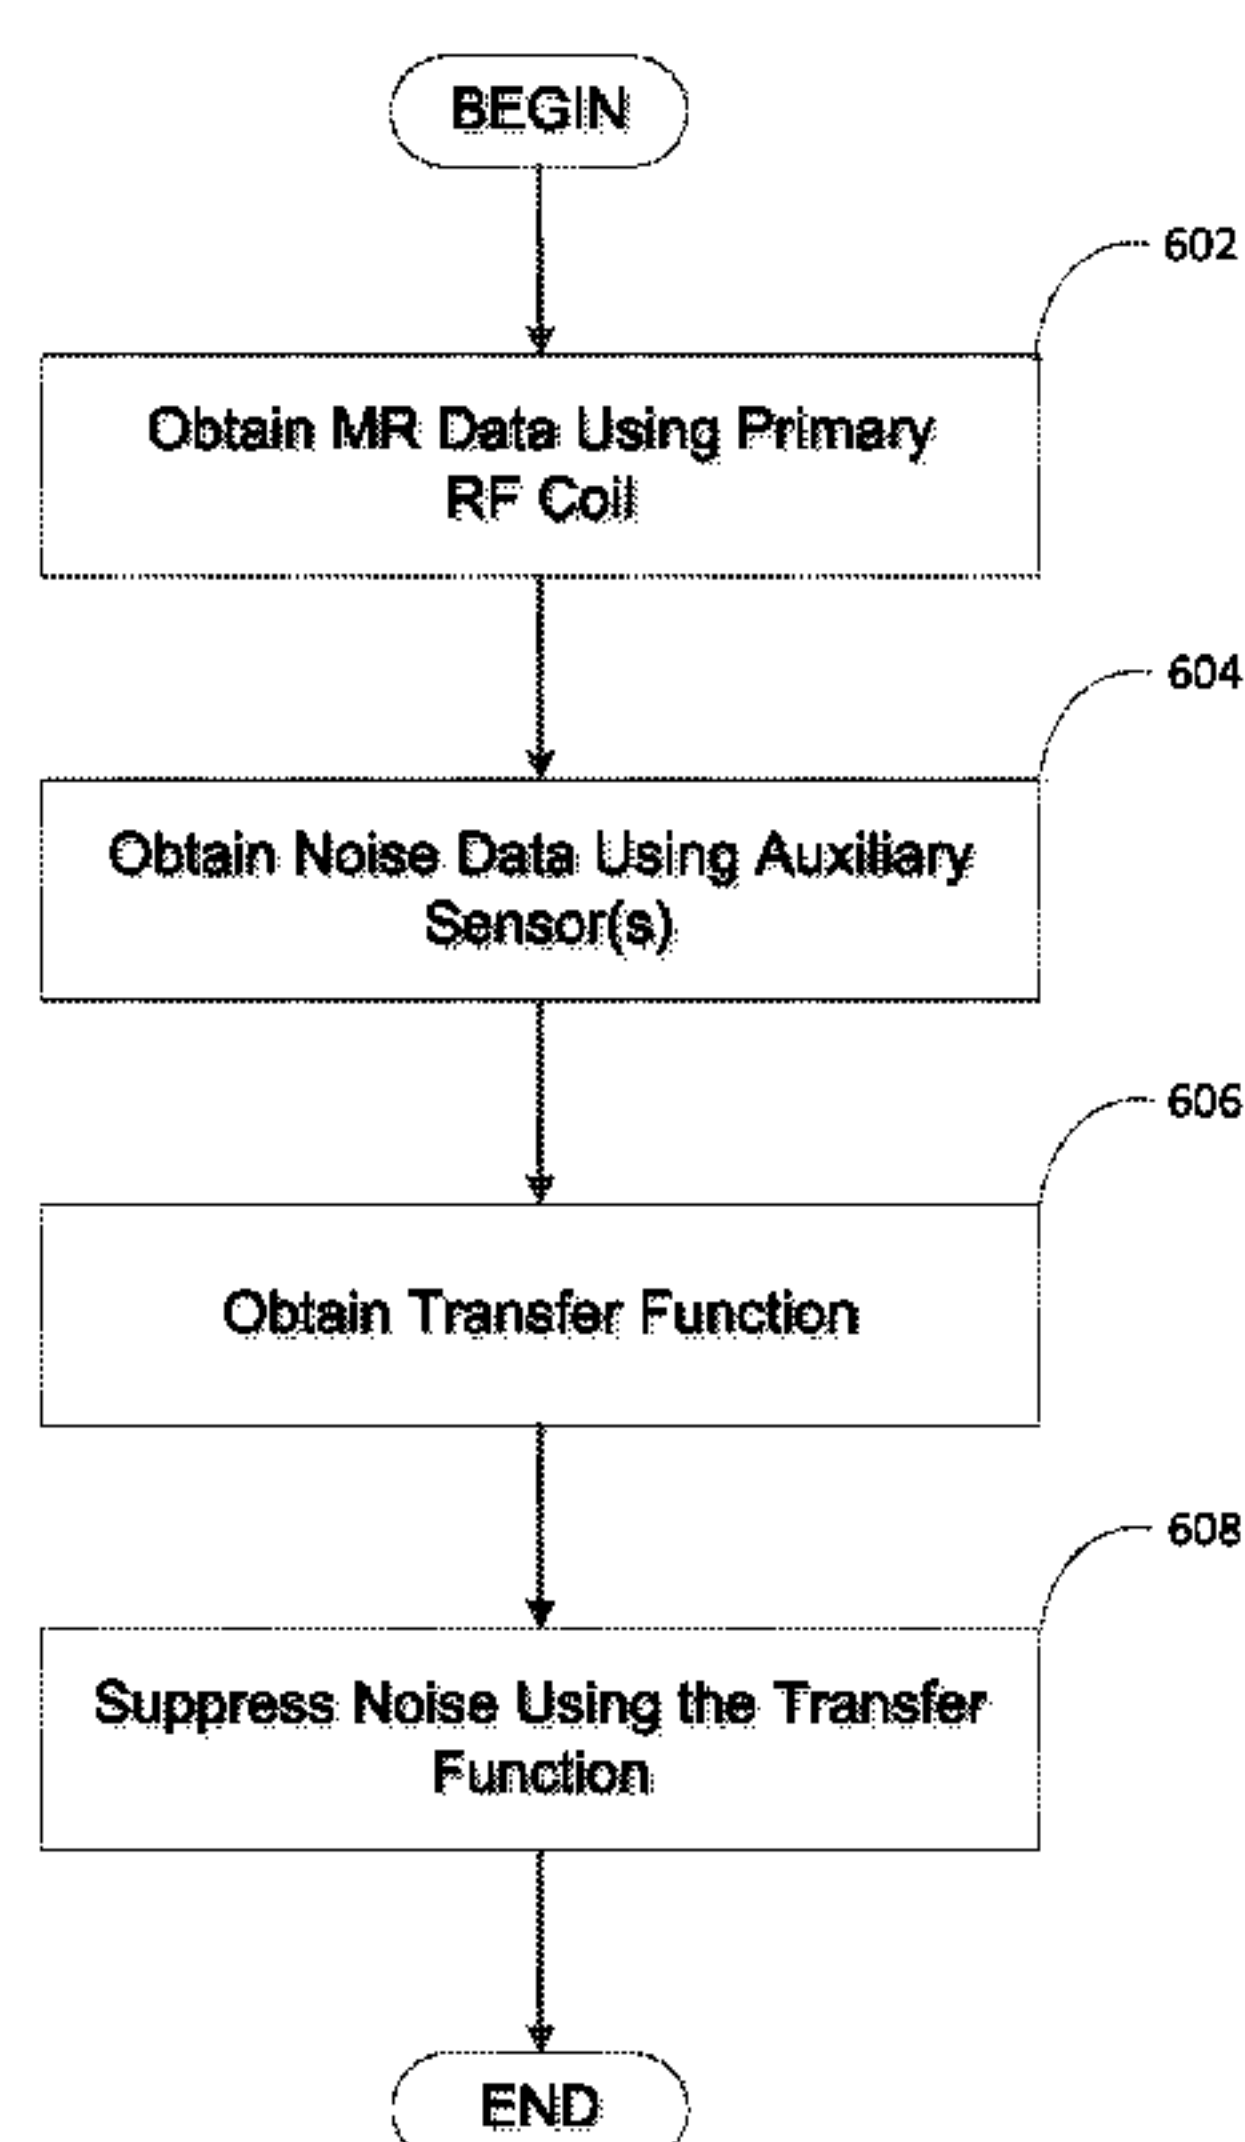 BEGIN
602
Obtain MR Data Using Primary
RF Coil
604
Obtain Noise Data Using Auxiliary
Sensor(s)
606
Obtain Transfer Function
608
Suppress Noise Using the Transfer
Function
END